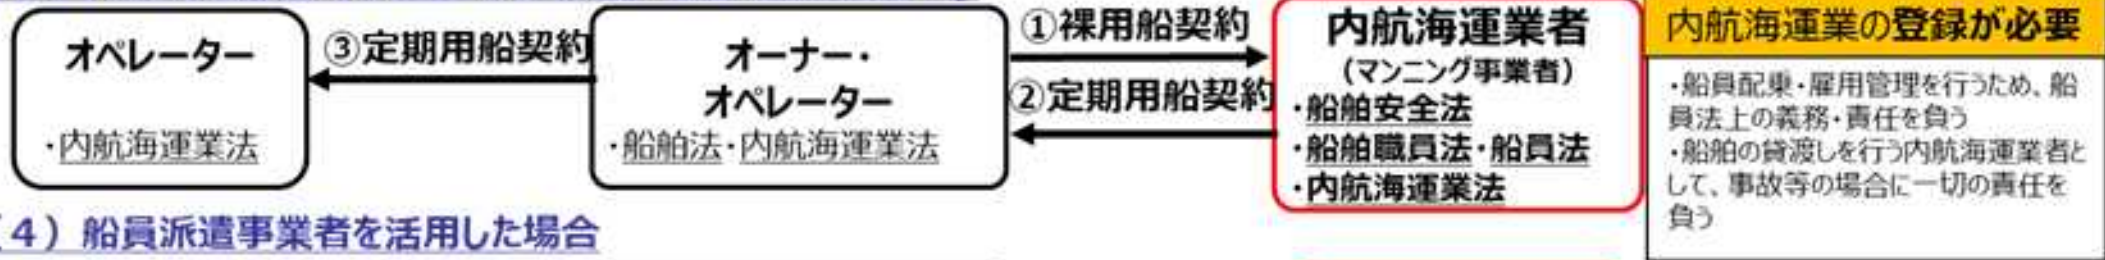 オペレーター
・内航海運業法
③定期用船契約
オーナー・
オペレーター
・船舶法・内航海運業法
①裸用船契約
②定期用船契約
内航海運業者
(マンニング事業者)
・船舶安全法
・船舶職員法・船員法
・内航海運業法
内航海運業の登録が必要
・船員配乗・雇用管理を行うため、船
員法上の義務・責任を負う
・船舶の貸渡しを行う内航海運業者と
して、事故等の場合に一切の責任を
負う
(4)船員派遣事業者を活用した場合